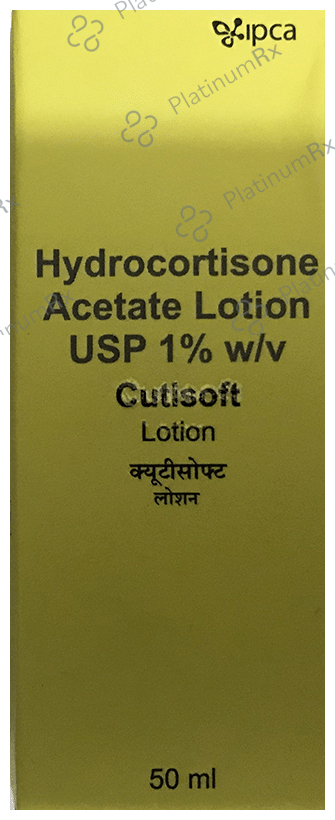 ipca
PlatinumRx
PlatinumRx
PlatinumRx
Hydrocortisone
Acetate Lotion
USP 1% w/v
Cutisoft
Lotion
क्यूटीसोफ्ट
लोशन
50 ml